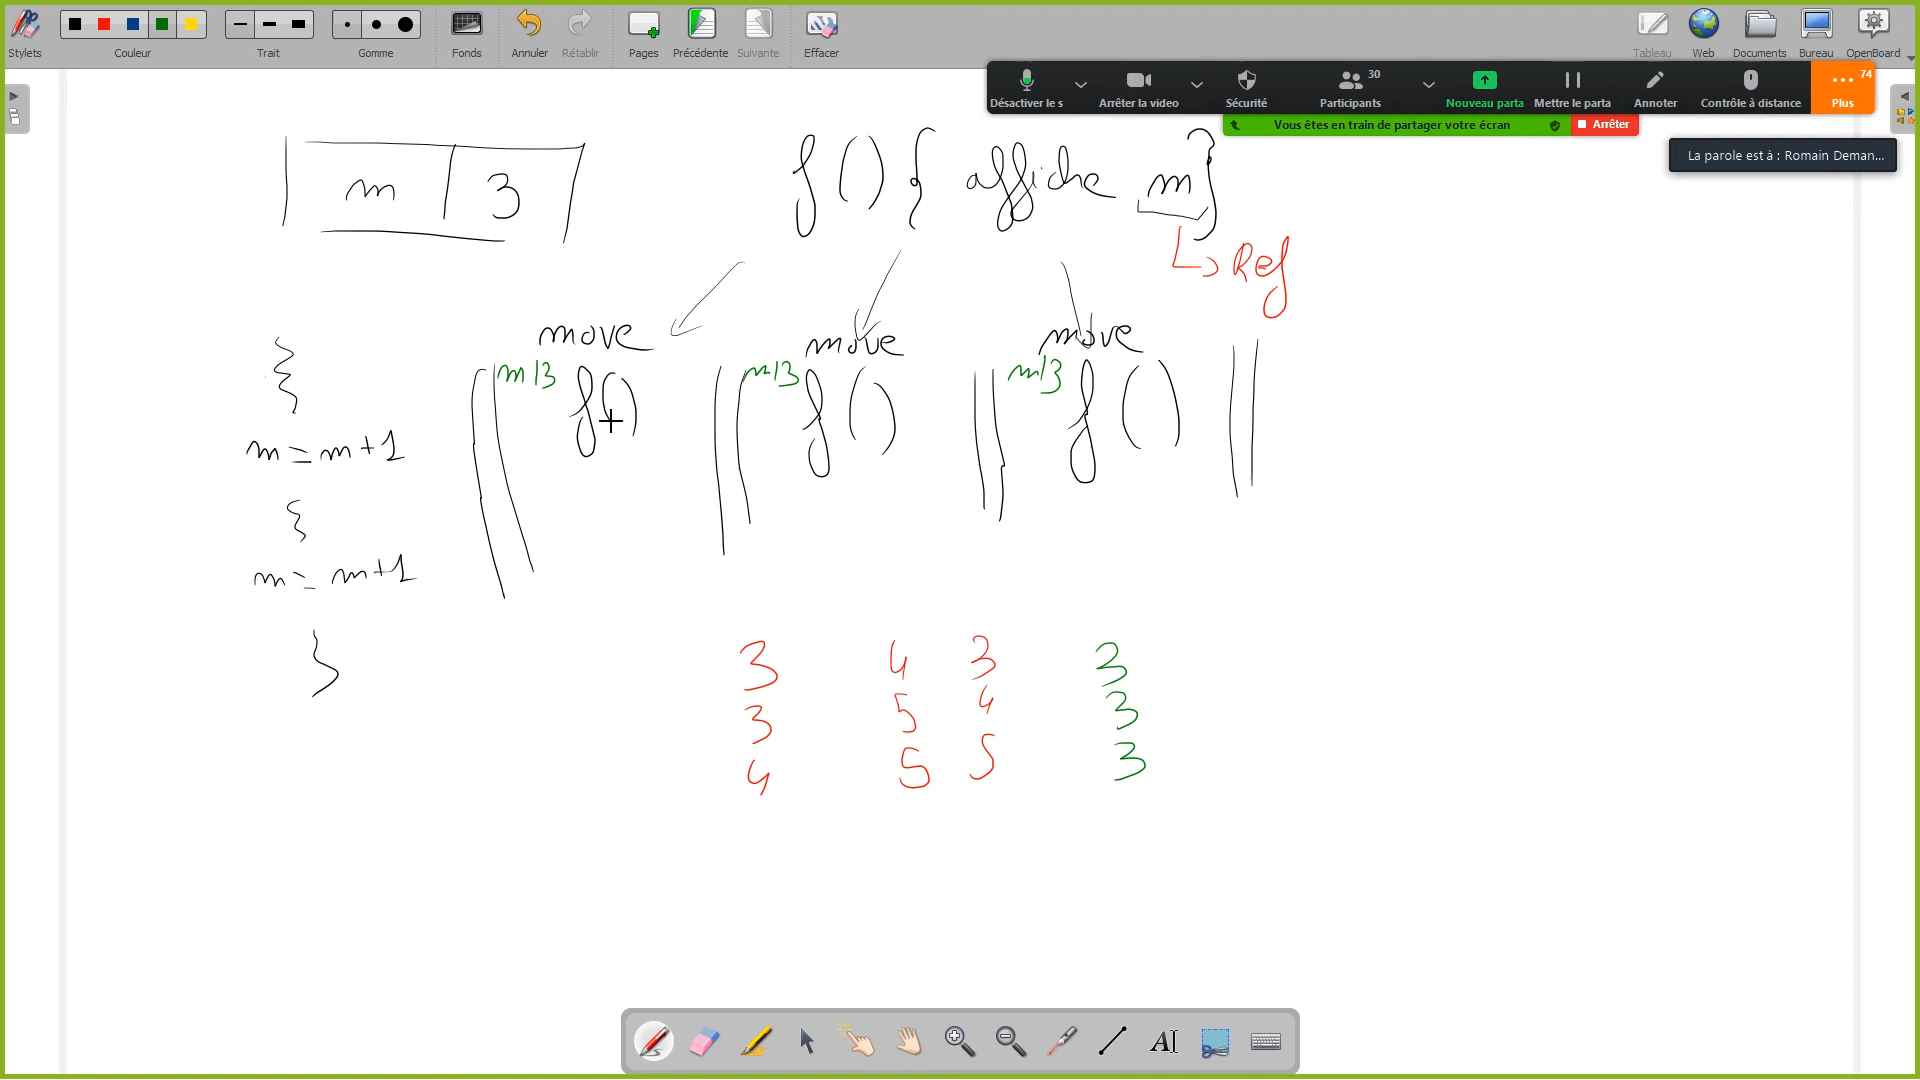 Stylets
Couleur
Trait
Gomme
Fonds
Annuler
Rétablir
Pages
Précédente
Suivante
Effacer
Tableau
Web
Documents
Bureau
OpenBoard
Désactiver le s
Arrêter la video
Sécurité
30
Participants
Nouveau parta
Mettre le parta
Annoter
Contrôle à distance
74
Plus
Vous êtes en train de partager votre écran
Arrêter
La parole est à : Romain Deman...
m | 3
f() { affiche m}
↳ Ref
move move move
m|3 m|3 m|3
f() f() f()
m = m+1
m = m+1
}
3 4 3 3
3 5 4 3
4 5 5 3
A